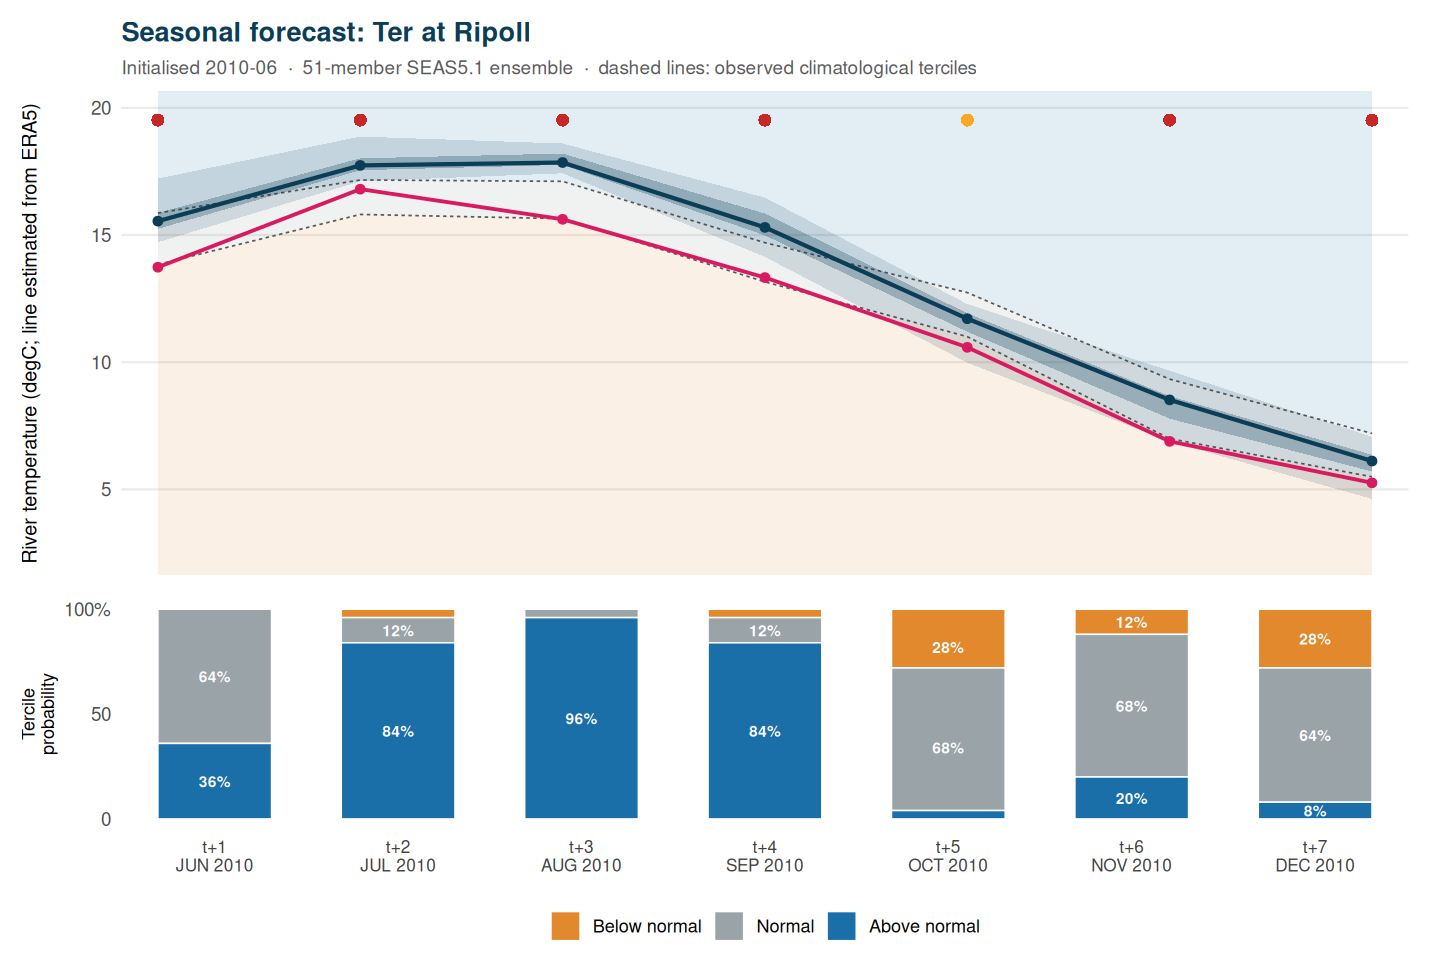 Seasonal forecast: Ter at Ripoll
Initialised 2010-06 · 51-member SEAS5.1 ensemble · dashed lines: observed climatological terciles
River temperature (degC; line estimated from ERA5)
20
15
10
5
Tercile
probability
100%
50
0
64%
36%
12%
84%
96%
12%
84%
28%
68%
12%
68%
20%
28%
64%
8%
t+1
JUN 2010
t+2
JUL 2010
t+3
AUG 2010
t+4
SEP 2010
t+5
OCT 2010
t+6
NOV 2010
t+7
DEC 2010
Below normal
Normal
Above normal